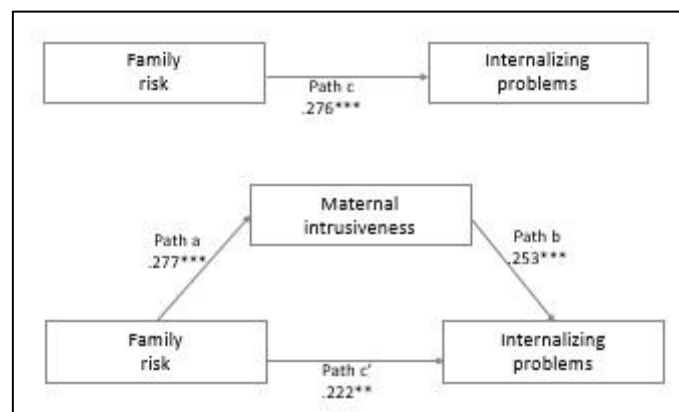 Family
risk
Internalizing
problems
Path c
.276***
Maternal
intrusiveness
Path a
.277***
Path b
.253***
Family
risk
Internalizing
problems
Path c'
.222**